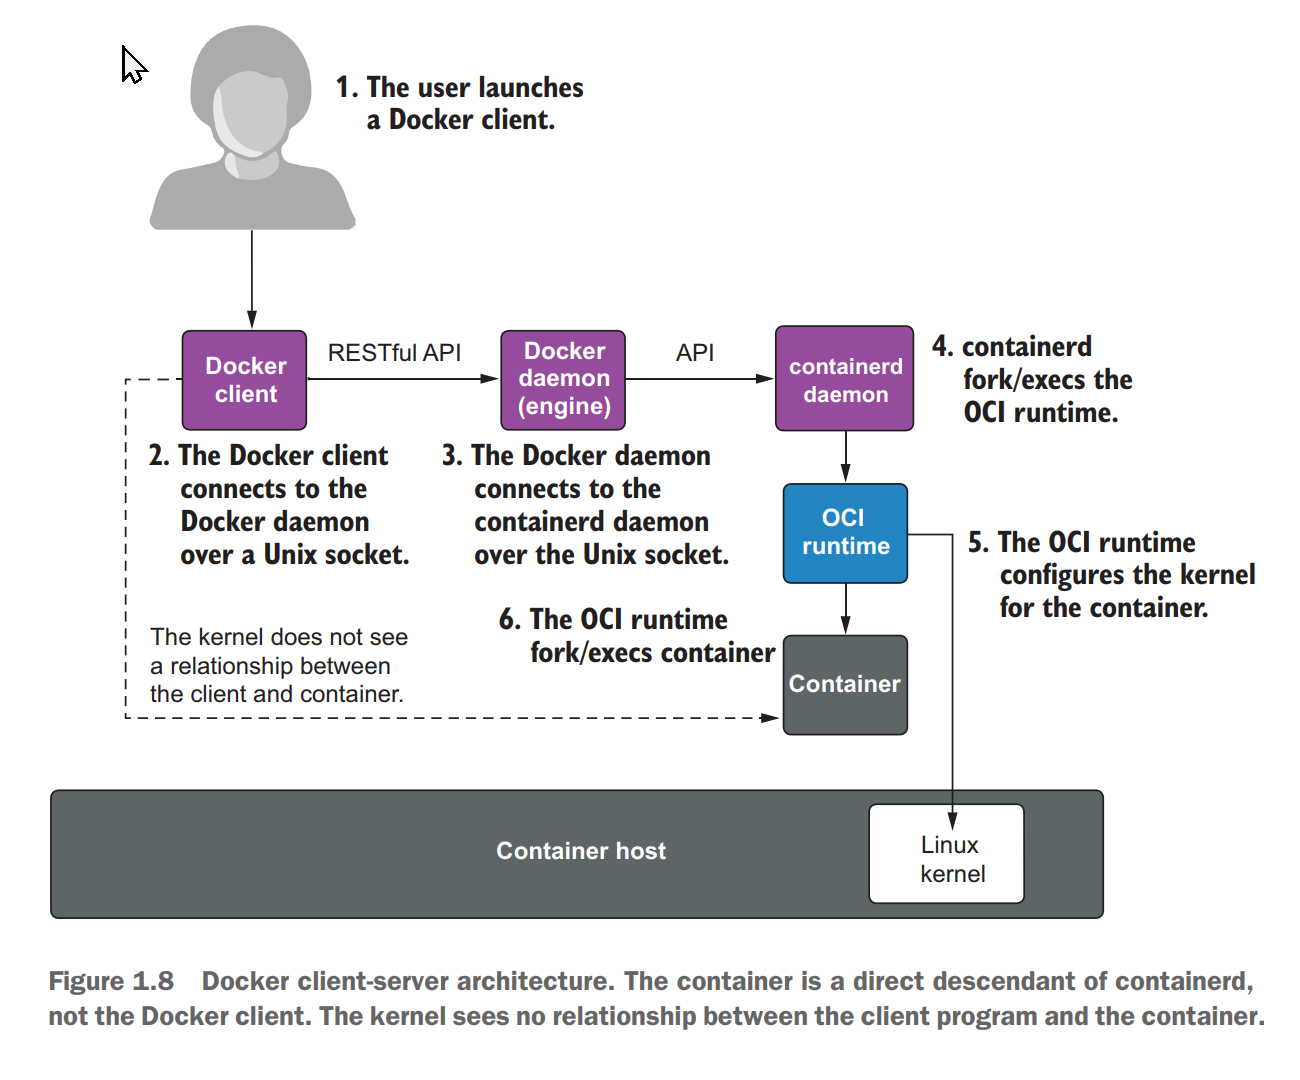 1. The user launches
a Docker client.
Docker
client
RESTful API
Docker
daemon
(engine)
API
containerd
daemon
4. containerd
fork/execs the
OCI runtime.
2. The Docker client
connects to the
Docker daemon
over a Unix socket.
3. The Docker daemon
connects to the
containerd daemon
over the Unix socket.
OCI
runtime
5. The OCI runtime
configures the kernel
for the container.
6. The OCI runtime
fork/execs container
The kernel does not see
a relationship between
the client and container.
Container
Container host
Linux
kernel
Figure 1.8 Docker client-server architecture. The container is a direct descendant of containerd,
not the Docker client. The kernel sees no relationship between the client program and the container.